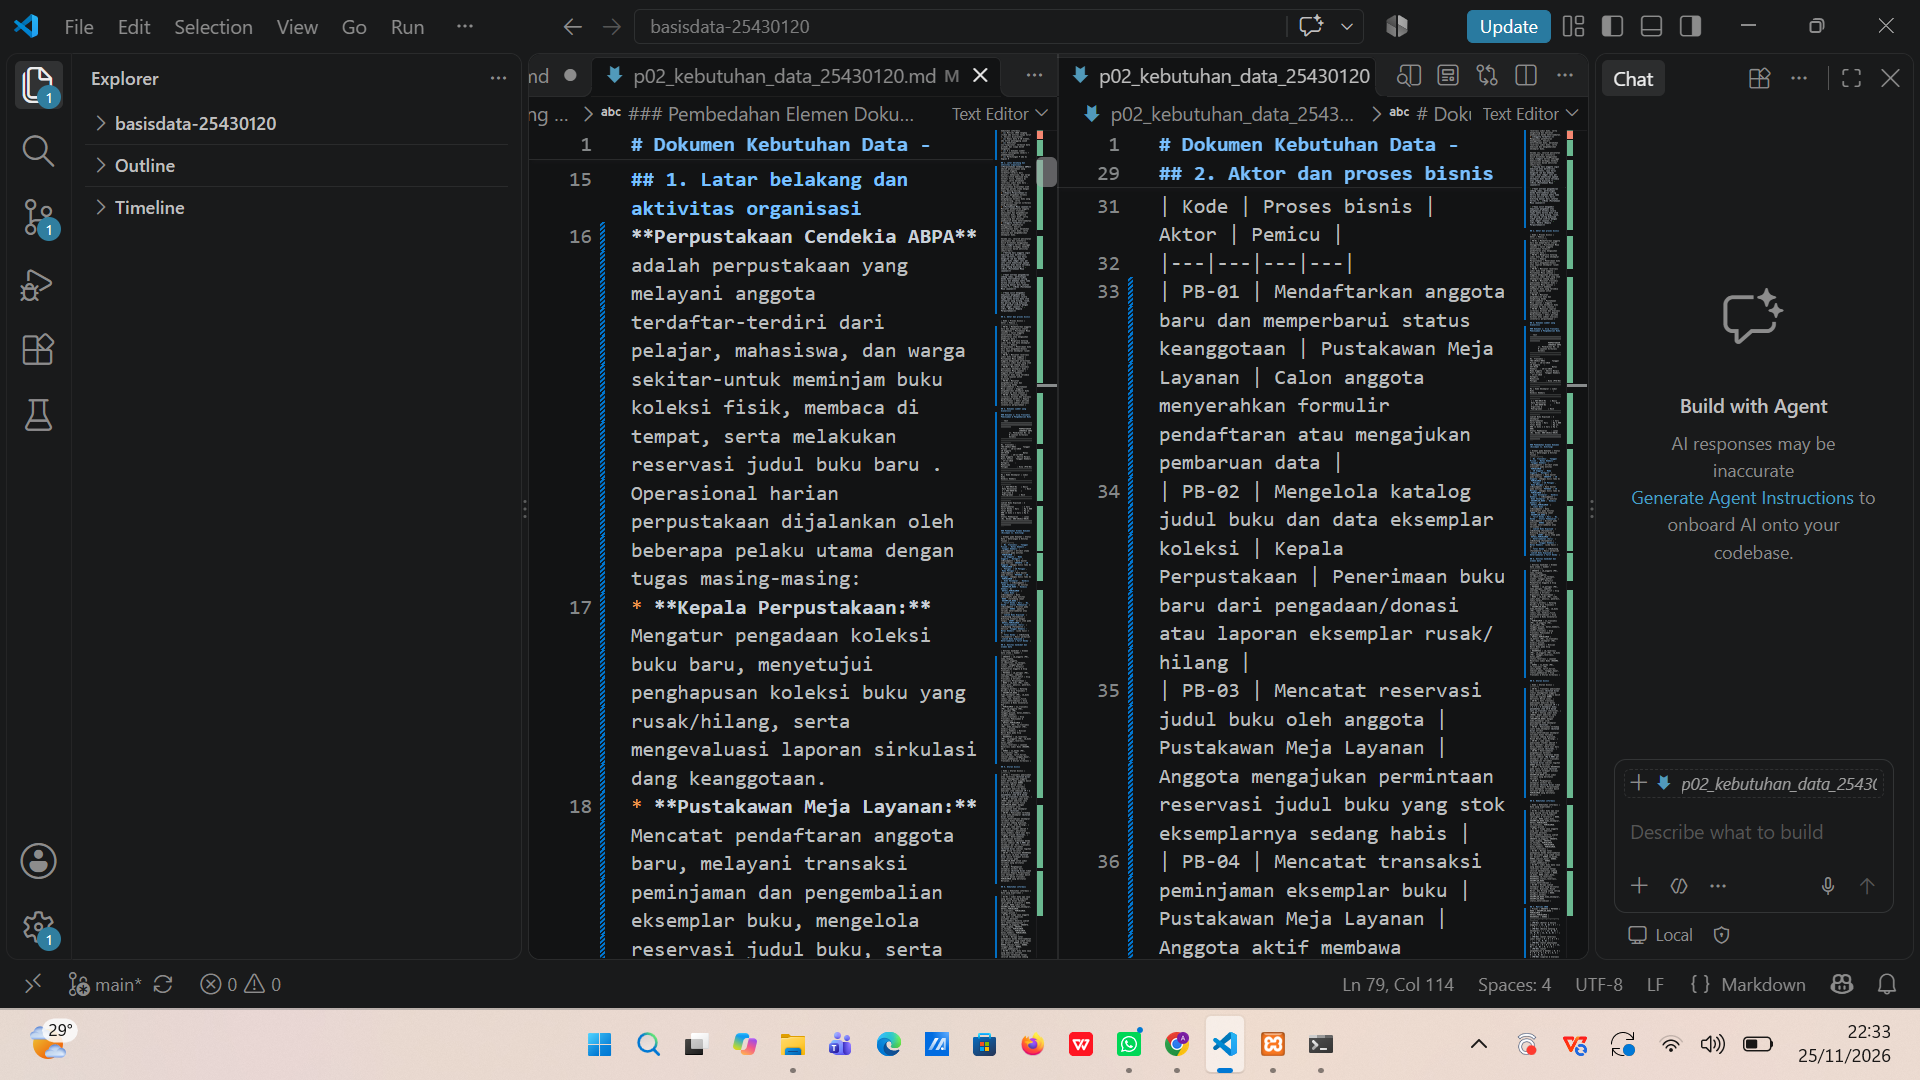 File Edit Selection View Go Run ···
basisdata-25430120
Update
Explorer
basisdata-25430120
Outline
Timeline
1
1
1
nd
p02_kebutuhan_data_25430120.md M
ng ... > abc ### Pembedahan Elemen Doku... Text Editor
1 # Dokumen Kebutuhan Data -
15 ## 1. Latar belakang dan
aktivitas organisasi
16 **Perpustakaan Cendekia ABPA**
adalah perpustakaan yang
melayani anggota
terdaftar-terdiri dari
pelajar, mahasiswa, dan warga
sekitar-untuk meminjam buku
koleksi fisik, membaca di
tempat, serta melakukan
reservasi judul buku baru .
Operasional harian
perpustakaan dijalankan oleh
beberapa pelaku utama dengan
tugas masing-masing:
17 * **Kepala Perpustakaan:**
Mengatur pengadaan koleksi
buku baru, menyetujui
penghapusan koleksi buku yang
rusak/hilang, serta
mengevaluasi laporan sirkulasi
dang keanggotaan.
18 * **Pustakawan Meja Layanan:**
Mencatat pendaftaran anggota
baru, melayani transaksi
peminjaman dan pengembalian
eksemplar buku, mengelola
reservasi judul buku, serta
p02_kebutuhan_data_25430120
p02_kebutuhan_data_2543... > abc # Doku Text Editor
1 # Dokumen Kebutuhan Data -
29 ## 2. Aktor dan proses bisnis
31 | Kode | Proses bisnis |
Aktor | Pemicu |
32 |---|---|---|---|
33 | PB-01 | Mendaftarkan anggota
baru dan memperbarui status
keanggotaan | Pustakawan Meja
Layanan | Calon anggota
menyerahkan formulir
pendaftaran atau mengajukan
pembaruan data |
34 | PB-02 | Mengelola katalog
judul buku dan data eksemplar
koleksi | Kepala
Perpustakaan | Penerimaan buku
baru dari pengadaan/donasi
atau laporan eksemplar rusak/
hilang |
35 | PB-03 | Mencatat reservasi
judul buku oleh anggota |
Pustakawan Meja Layanan |
Anggota mengajukan permintaan
reservasi judul buku yang stok
eksemplarnya sedang habis |
36 | PB-04 | Mencatat transaksi
peminjaman eksemplar buku |
Pustakawan Meja Layanan |
Anggota aktif membawa
Chat
Build with Agent
AI responses may be
inaccurate
Generate Agent Instructions to
onboard AI onto your
codebase.
p02_kebutuhan_data_2543
Describe what to build
Local
main* 0 0
Ln 79, Col 114 Spaces: 4 UTF-8 LF { } Markdown
29°
22:33
25/11/2026